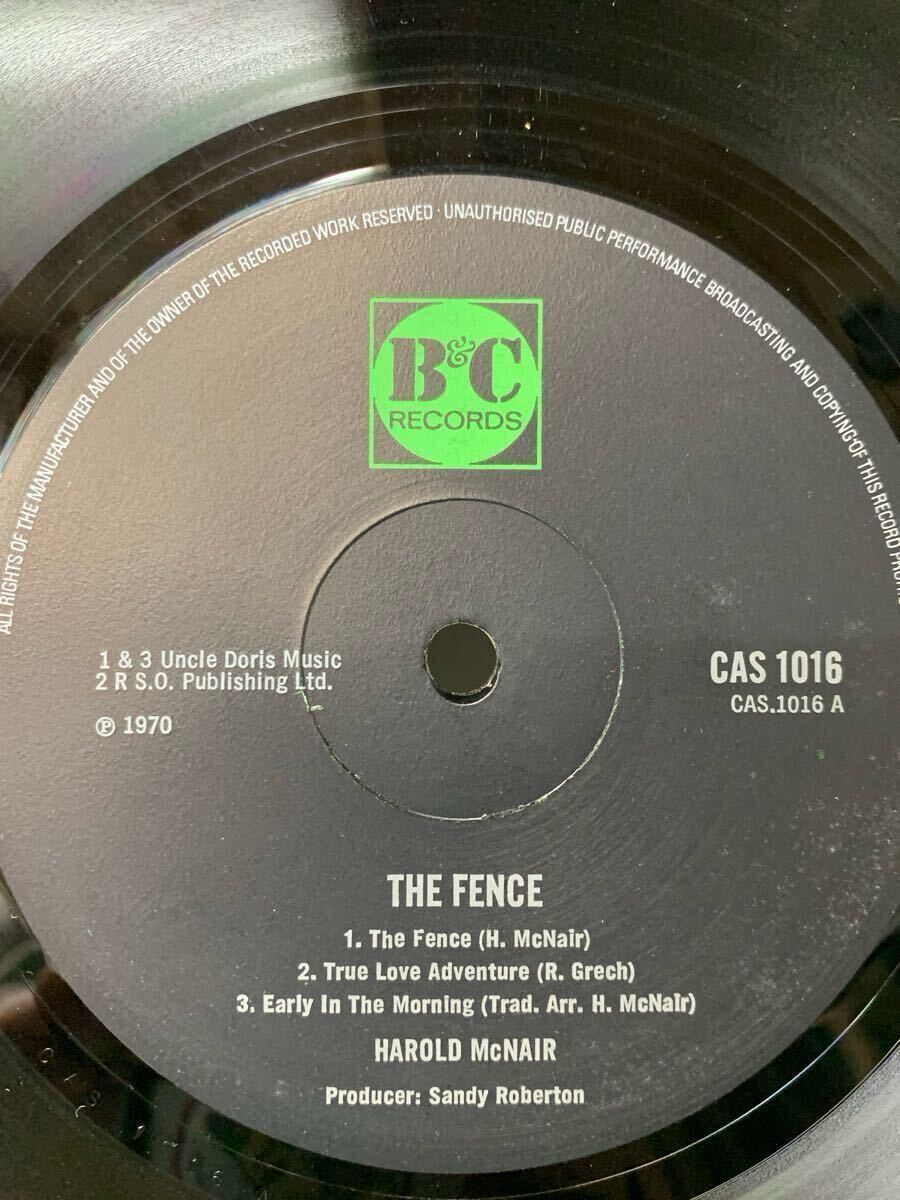 ALL RIGHTS OF THE MANUFACTURER AND OF THE OWNER OF THE RECORDED WORK RESERVED · UNAUTHORISED PUBLIC PERFORMANCE BROADCASTING AND COPYING·OF THIS RECORD
B&C
RECORDS
1 & 3 Uncle Doris Music
2 R S.O. Publishing Ltd.
℗ 1970
CAS 1016
CAS.1016 A
THE FENCE
1. The Fence (H. McNair)
2. True Love Adventure (R. Grech)
3. Early In The Morning (Trad. Arr. H. McNair)
HAROLD McNAIR
Producer: Sandy Roberton